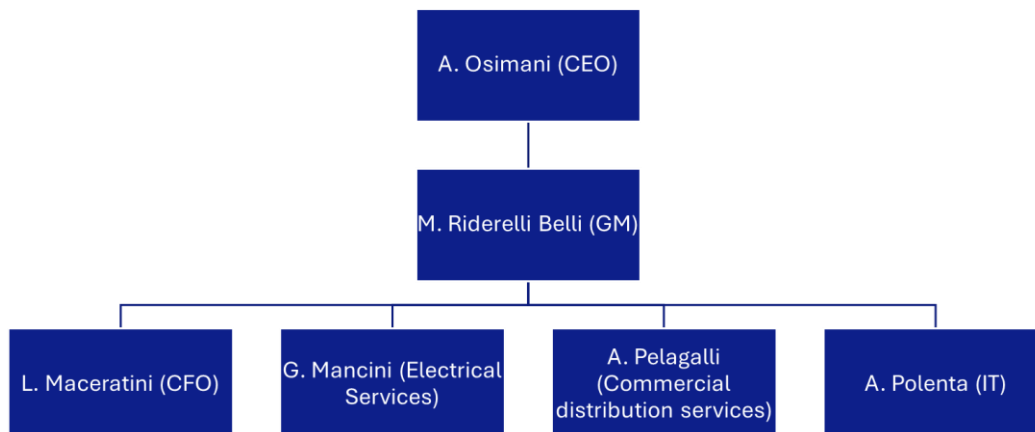 A. Osimani (CEO)
M. Riderelli Belli (GM)
L. Maceratini (CFO)
G. Mancini (Electrical
Services)
A. Pelagalli
(Commercial
distribution services)
A. Polenta (IT)